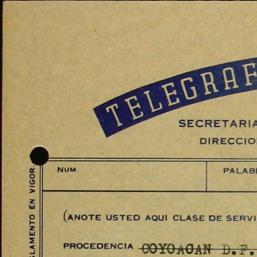 TELEGRAF
SECRETARIA
DIRECCIO
NUM.
PALAB
(ANOTE USTED AQUI CLASE DE SERVI
PROCEDENCIA COYOACAN D.F.
GLAMENTO EN VIGOR